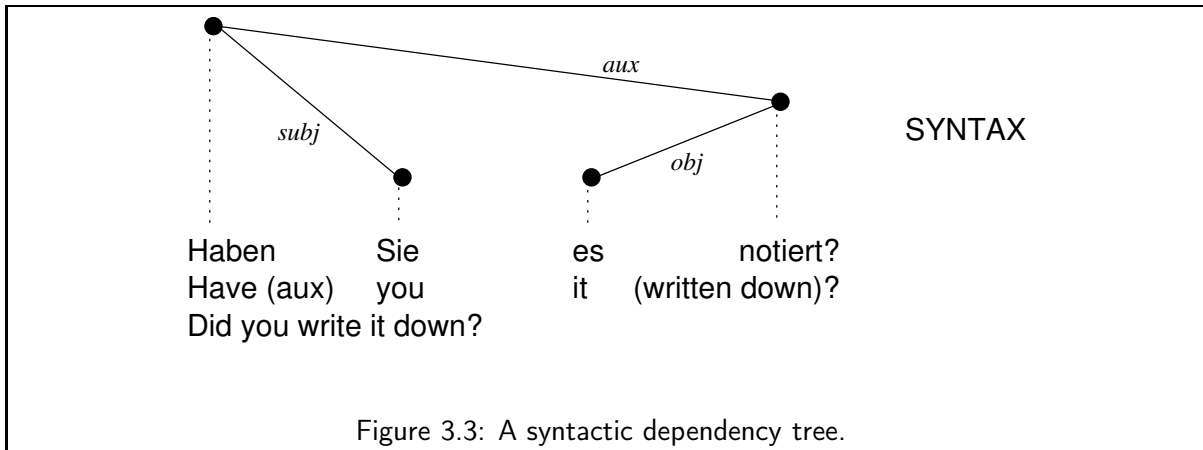 aux
SYNTAX
subj
obj
Haben Sie es notiert?
Have (aux) you it (written down)?
Did you write it down?
Figure 3.3: A syntactic dependency tree.